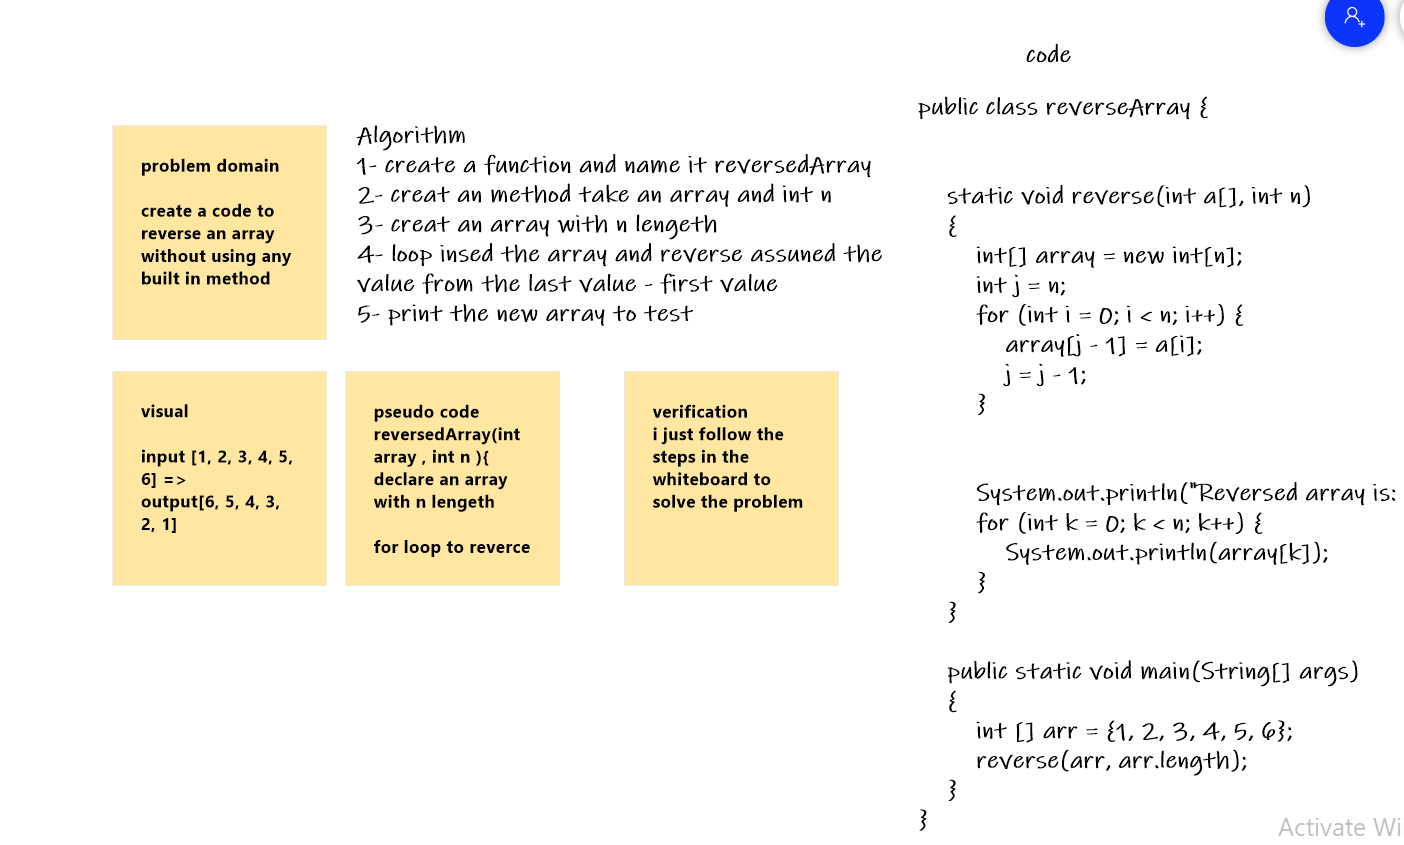 problem domain
create a code to
reverse an array
without using any
built in method
Algorithm
1- create a function and name it reversedArray
2- creat an method take an array and int n
3- creat an array with n lengeth
4- loop insed the array and reverse assuned the
value from the last value - first value
5- print the new array to test
visual
input [1, 2, 3, 4, 5,
6] =>
output[6, 5, 4, 3,
2, 1]
pseudo code
reversedArray(int
array , int n ){
declare an array
with n lengeth
for loop to reverce
verification
i just follow the
steps in the
whiteboard to
solve the problem
code
public class reverseArray {
static void reverse(int a[], int n)
{
int[] array = new int[n];
int j = n;
for (int i = 0; i < n; i++) {
array[j - 1] = a[i];
j = j - 1;
}
System.out.println("Reversed array is:
for (int k = 0; k < n; k++) {
System.out.println(array[k]);
}
}
public static void main(String[] args)
{
int [] arr = {1, 2, 3, 4, 5, 6};
reverse(arr, arr.length);
}
}
Activate Wi